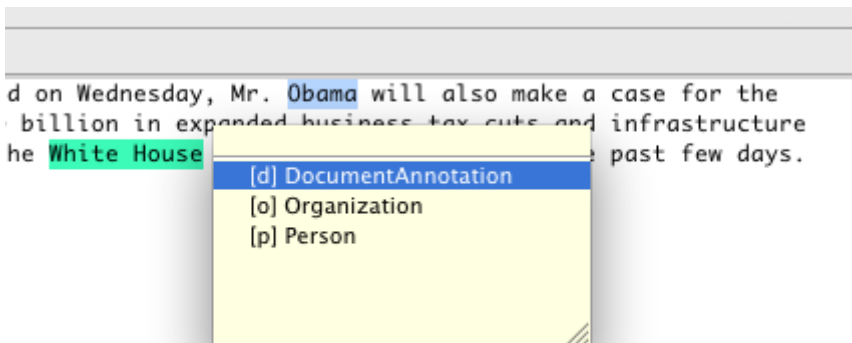 d on Wednesday, Mr. Obama will also make a case for the
billion in expanded business tax cuts and infrastructure
he White House past few days.
[d] DocumentAnnotation
[o] Organization
[p] Person